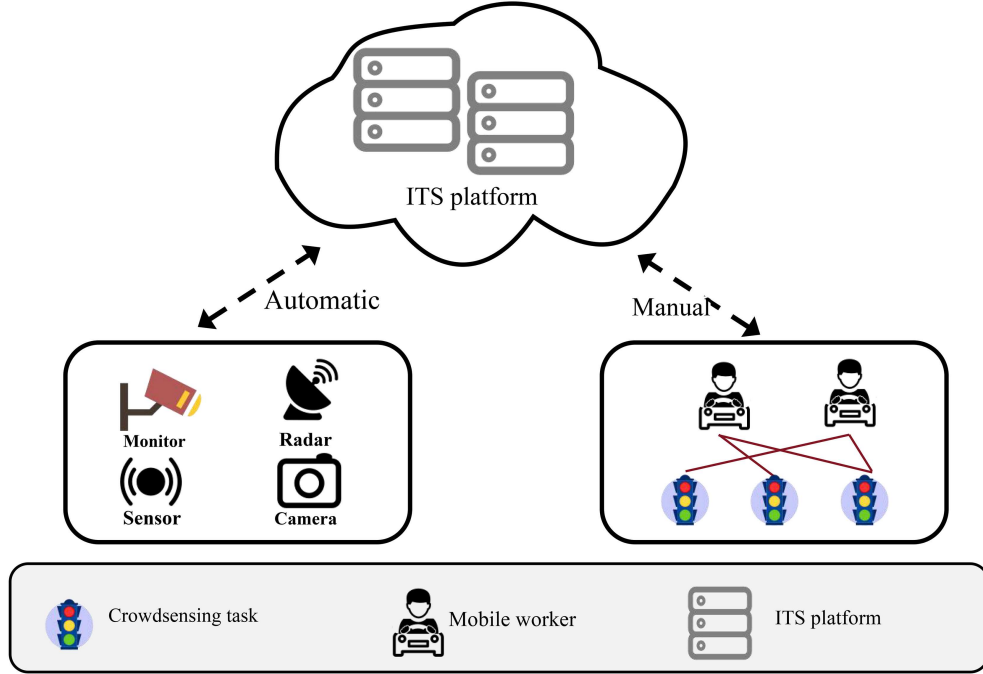 ITS platform
Automatic
Manual
Monitor
Radar
Sensor
Camera
Crowdsensing task
Mobile worker
ITS platform